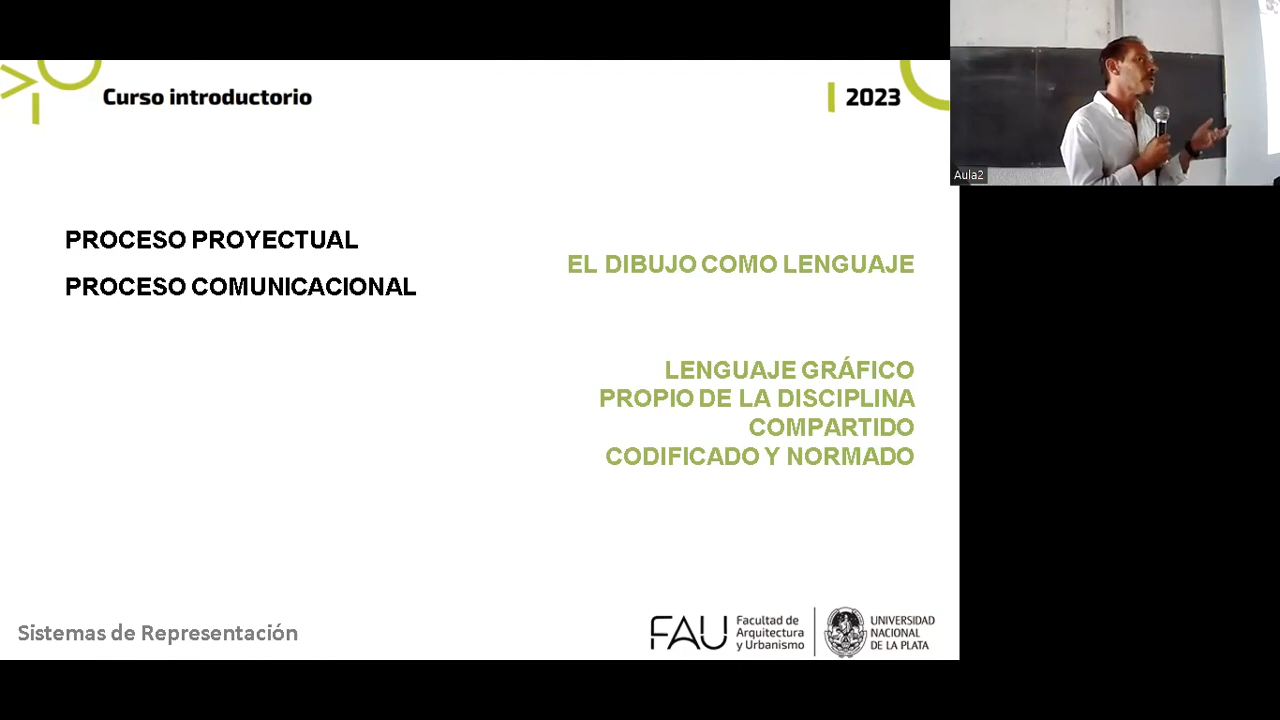 Curso introductorio
2023
Aula2
PROCESO PROYECTUAL
PROCESO COMUNICACIONAL
EL DIBUJO COMO LENGUAJE
LENGUAJE GRÁFICO
PROPIO DE LA DISCIPLINA
COMPARTIDO
CODIFICADO Y NORMADO
Sistemas de Representación
FAU
Facultad de
Arquitectura
y Urbanismo
UNIVERSIDAD
NACIONAL
DE LA PLATA